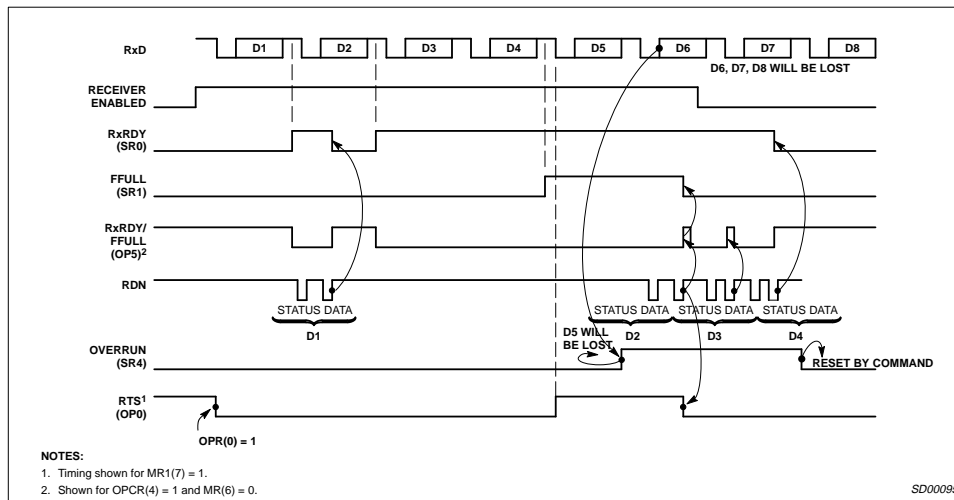 RxD
D1
D2
D3
D4
D5
D6
D7
D8
D6, D7, D8 WILL BE LOST
RECEIVER
ENABLED
RxRDY
(SR0)
FFULL
(SR1)
RxRDY/
FFULL
(OP5)2
RDN
STATUS DATA
D1
STATUS DATA
D2
STATUS DATA
D3
STATUS DATA
D4
D5 WILL
BE LOST
OVERRUN
(SR4)
RESET BY COMMAND
RTS1
(OP0)
OPR(0) = 1
NOTES:
1. Timing shown for MR1(7) = 1.
2. Shown for OPCR(4) = 1 and MR(6) = 0.